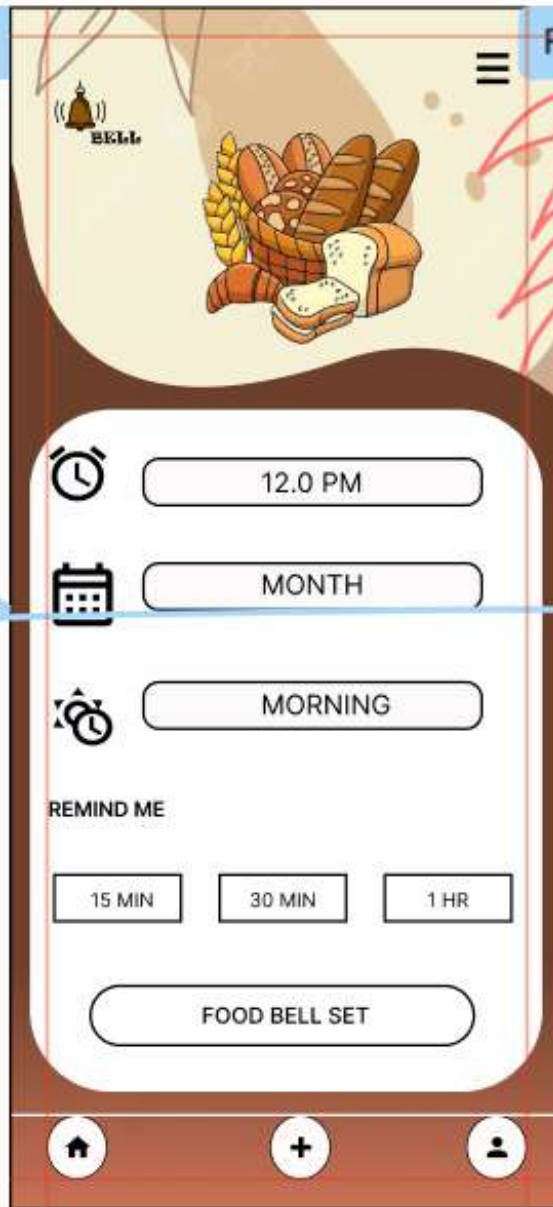 BELL
12.0 PM
MONTH
MORNING
REMIND ME
15 MIN 30 MIN 1 HR
FOOD BELL SET